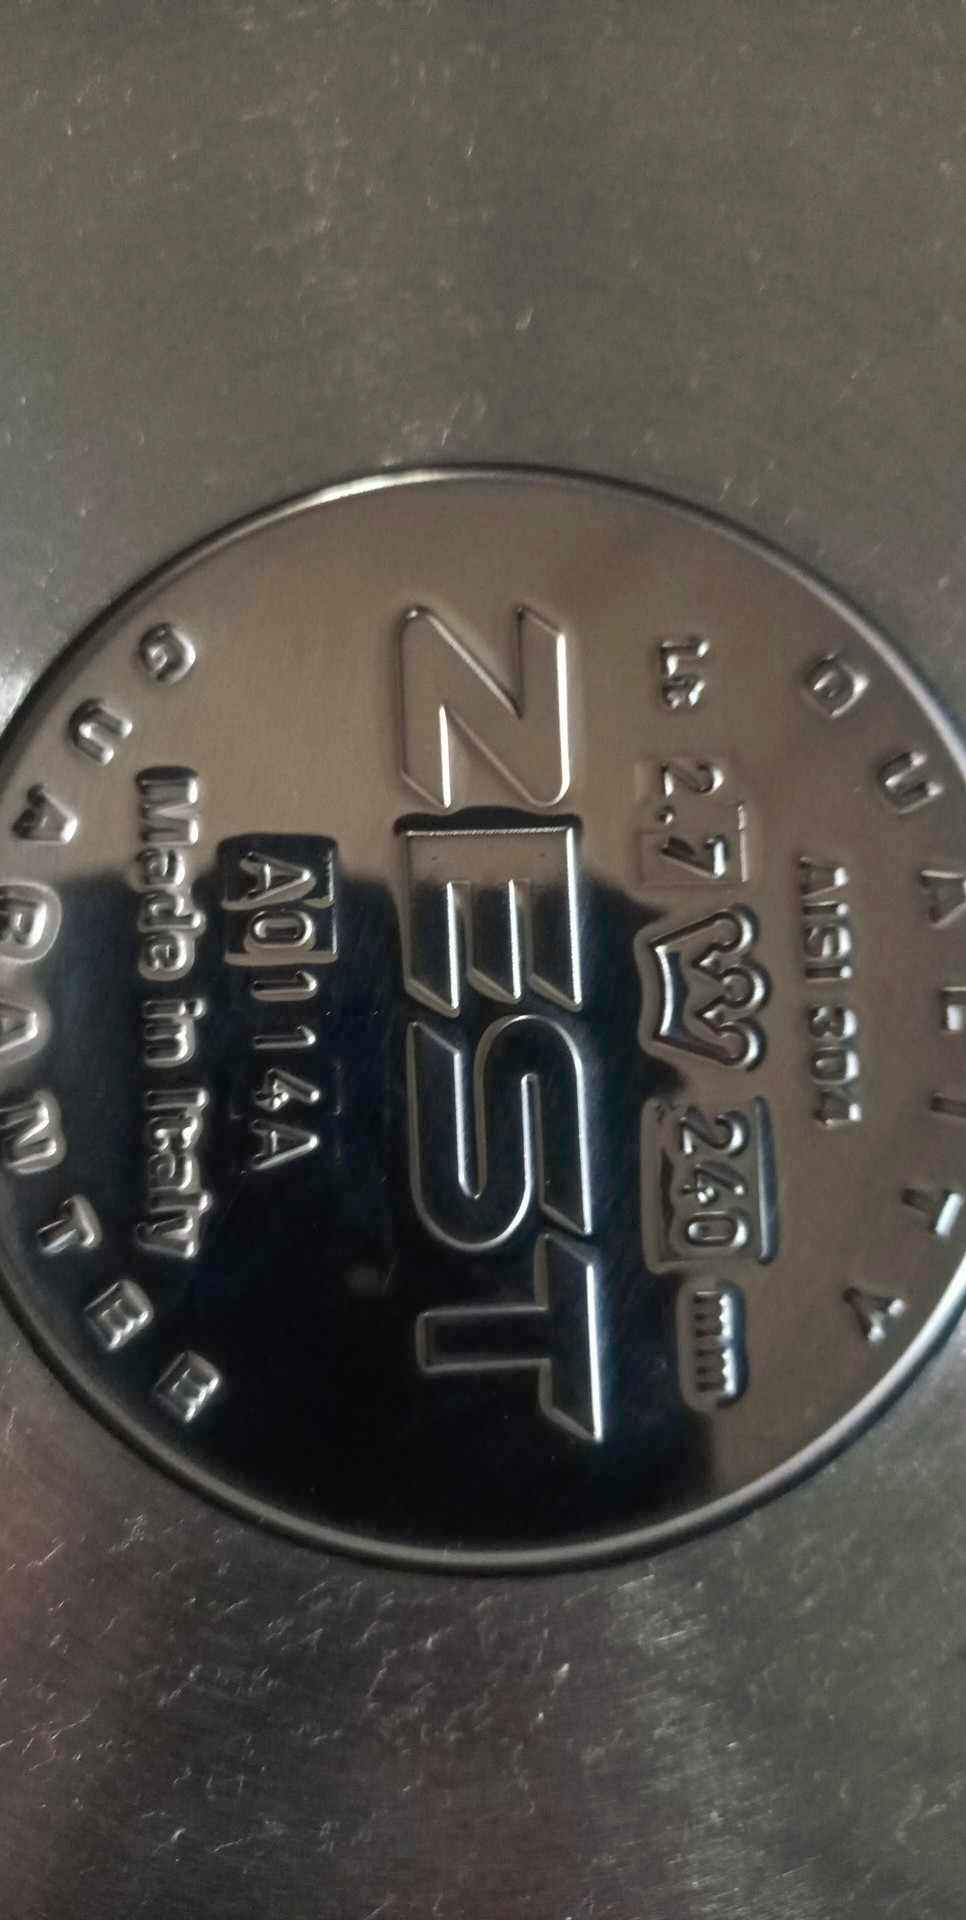 QUALITY
AISI 304
Lt 2.7 240 mm
ZEST
A0114A
Made in Italy
GUARANTEE